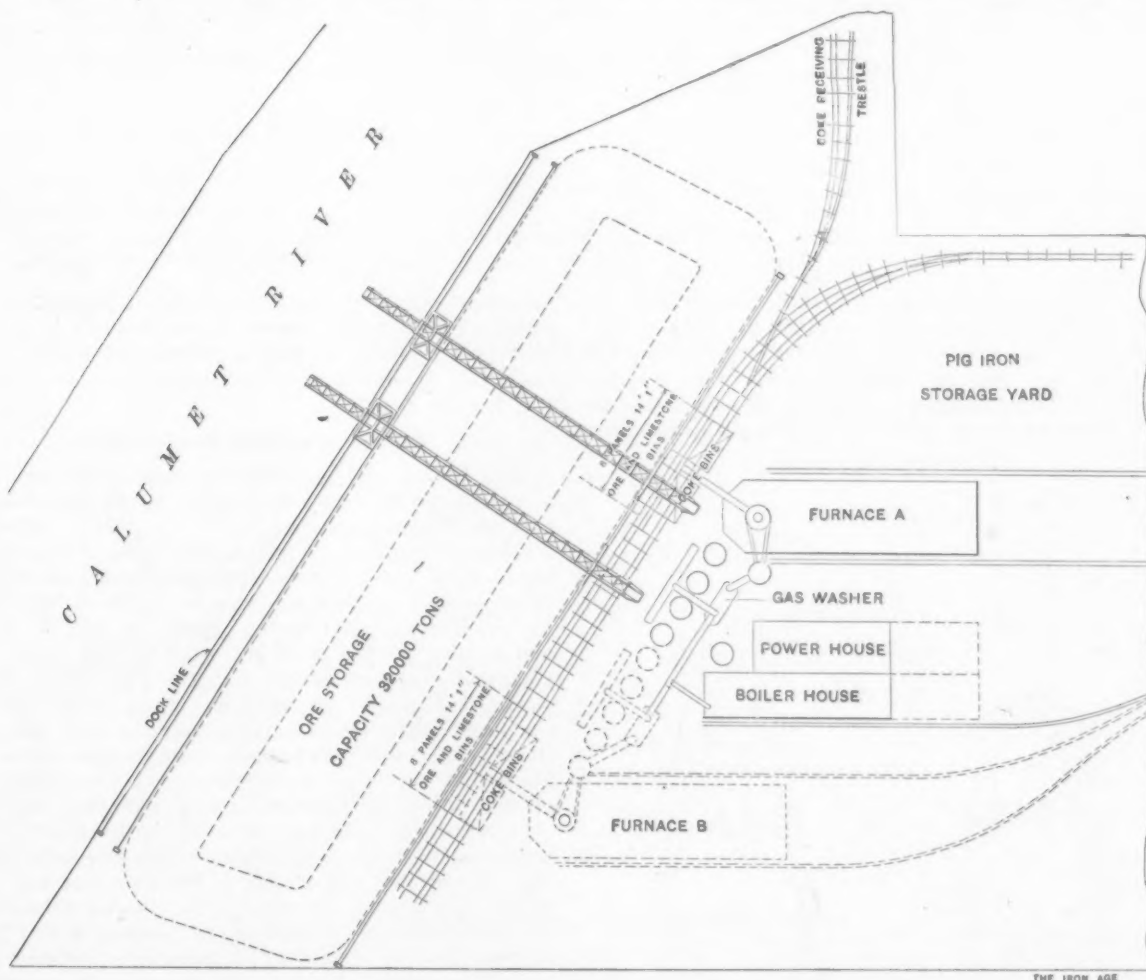 COKE RECEIVING
TRESTLE
CALUMET RIVER
PIG IRON
STORAGE YARD
8 PANELS 14' 1"
ORE AND LIMESTONE
BINS
COKE BINS
FURNACE A
GAS WASHER
POWER HOUSE
BOILER HOUSE
DOCK LINE
ORE STORAGE
CAPACITY 320000 TONS
8 PANELS 14' 1"
ORE AND LIMESTONE
BINS
COKE BINS
FURNACE B
THE IRON AGE